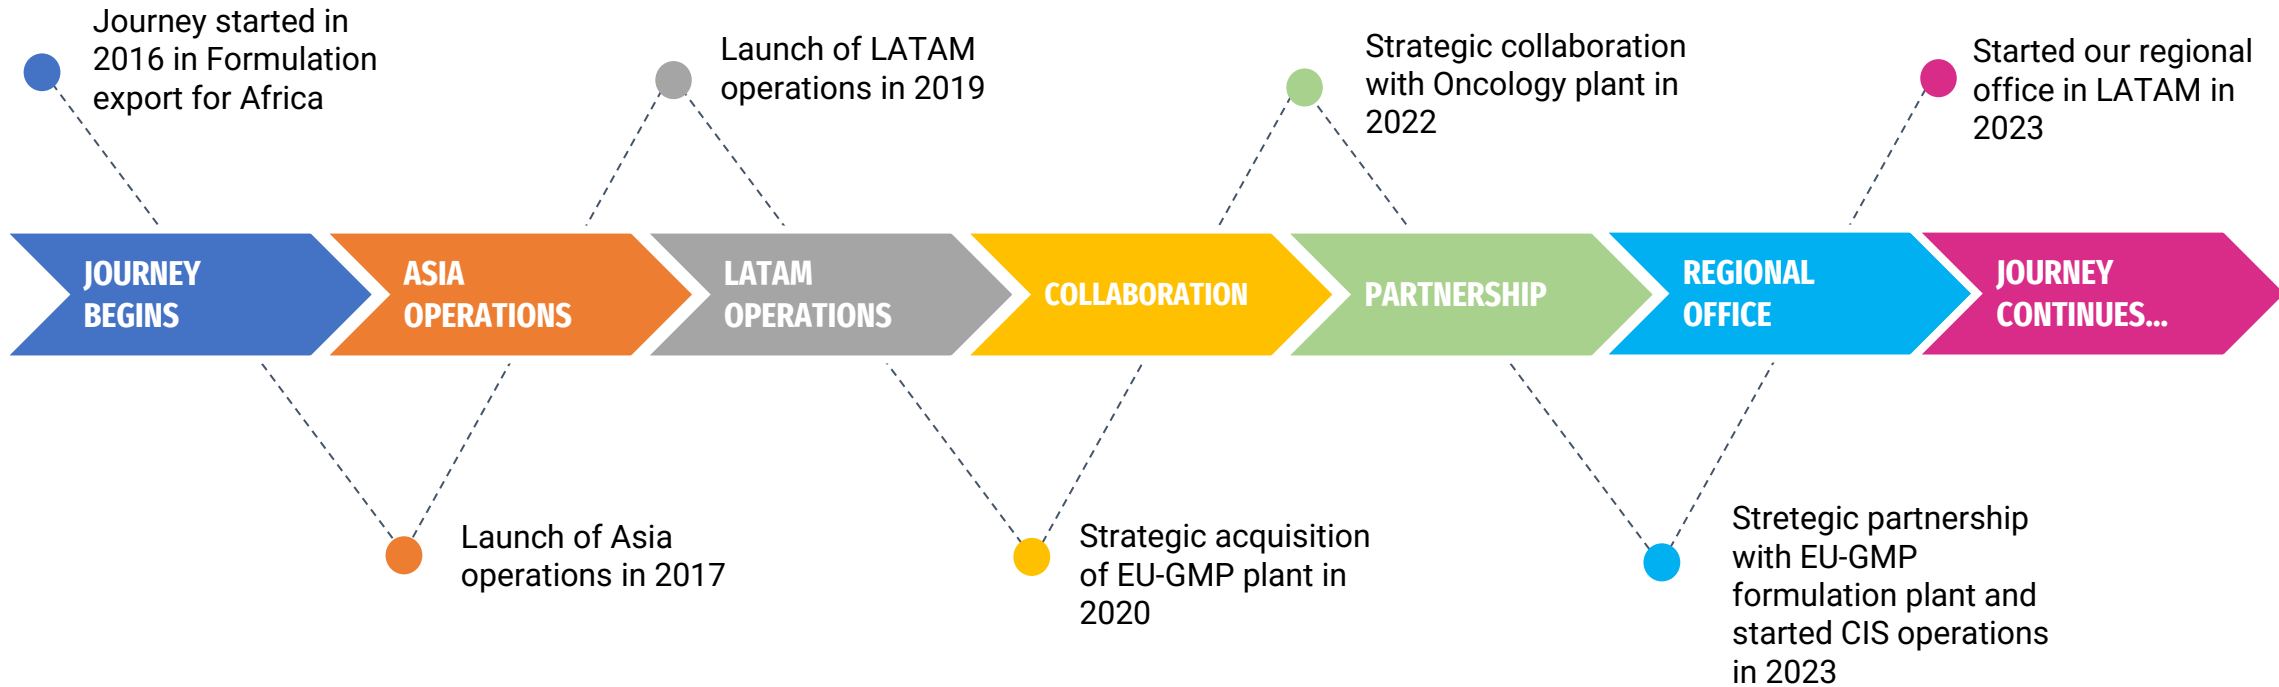 Journey started in
2016 in Formulation
export for Africa
Launch of LATAM
operations in 2019
Strategic collaboration
with Oncology plant in
2022
Started our regional
office in LATAM in
2023
JOURNEY
BEGINS
ASIA
OPERATIONS
LATAM
OPERATIONS
COLLABORATION
PARTNERSHIP
REGIONAL
OFFICE
JOURNEY
CONTINUES...
Launch of Asia
operations in 2017
Strategic acquisition
of EU-GMP plant in
2020
Stretegic partnership
with EU-GMP
formulation plant and
started CIS operations
in 2023